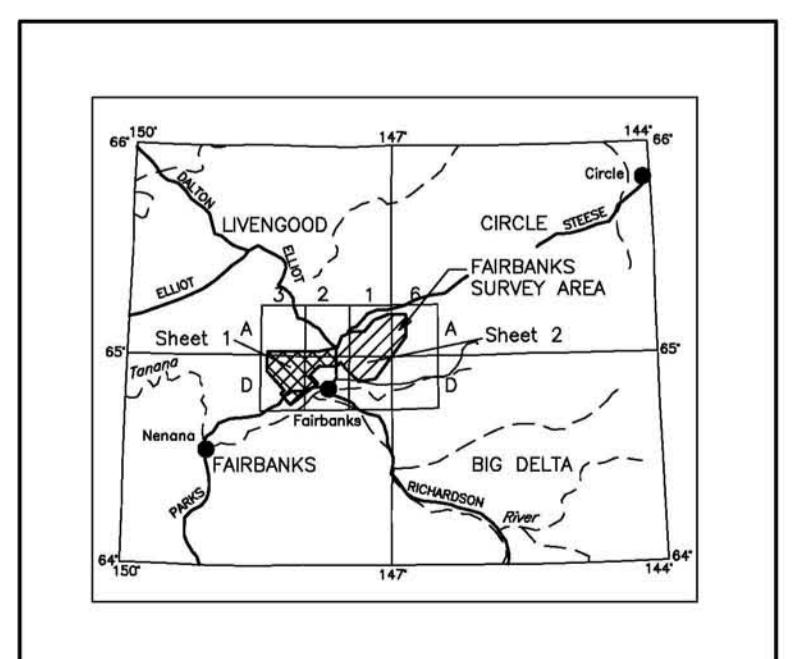 66° 150° 147° 144° 66°
Circle
DALTON
LIVENGOOD
CIRCLE STEESE
ELLIOT
FAIRBANKS
SURVEY AREA
ELLIOT
3 2 1 6
A A
Sheet 1 Sheet 2
65° 65°
Tanana
D D
Fairbanks
Nenana
FAIRBANKS
BIG DELTA
PARKS
RICHARDSON
River
64° 150° 147° 144° 64°